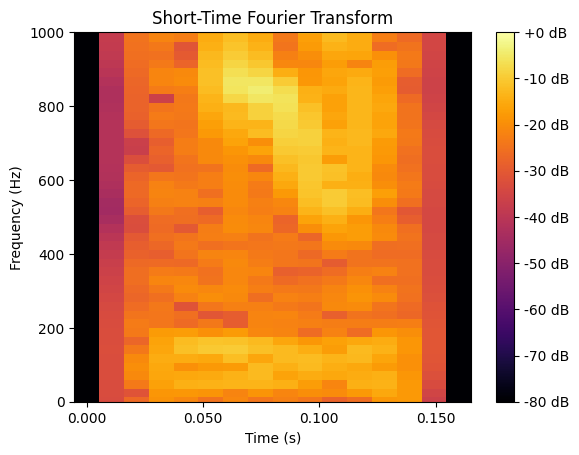 Short-Time Fourier Transform
1000
800
600
400
200
0
Frequency (Hz)
0.000
0.050
0.100
0.150
Time (s)
+0 dB
-10 dB
-20 dB
-30 dB
-40 dB
-50 dB
-60 dB
-70 dB
-80 dB